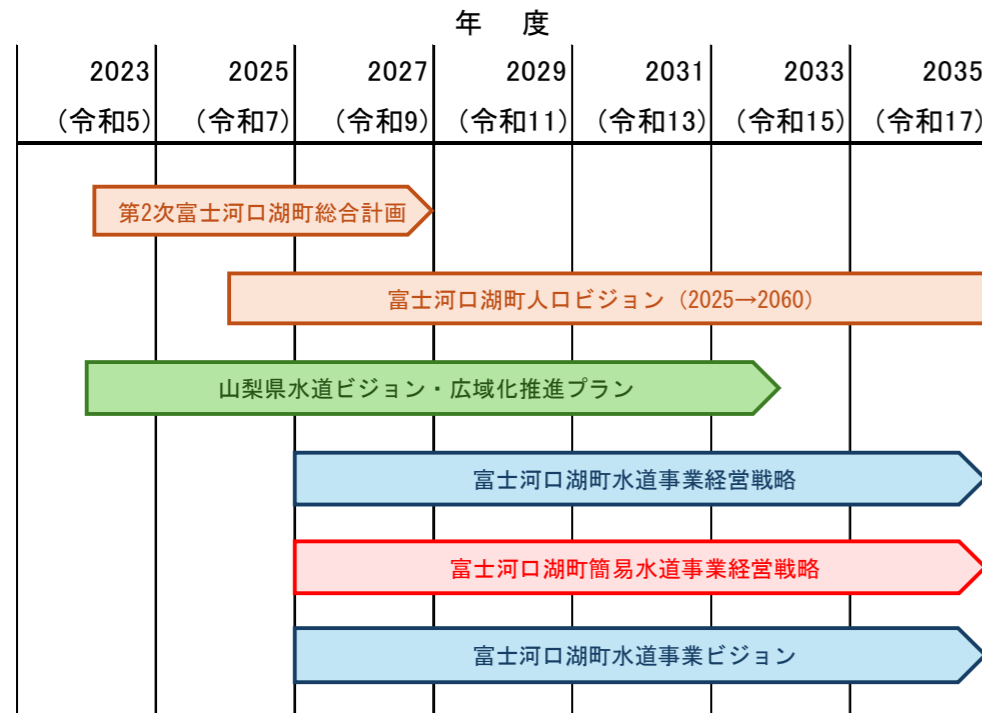 年 度
2023 2025 2027 2029 2031 2033 2035
(令和5) (令和7) (令和9) (令和11) (令和13) (令和15) (令和17)
第2次富士河口湖町総合計画
富士河口湖町人口ビジョン（2025→2060）
山梨県水道ビジョン・広域化推進プラン
富士河口湖町水道事業経営戦略
富士河口湖町簡易水道事業経営戦略
富士河口湖町水道事業ビジョン